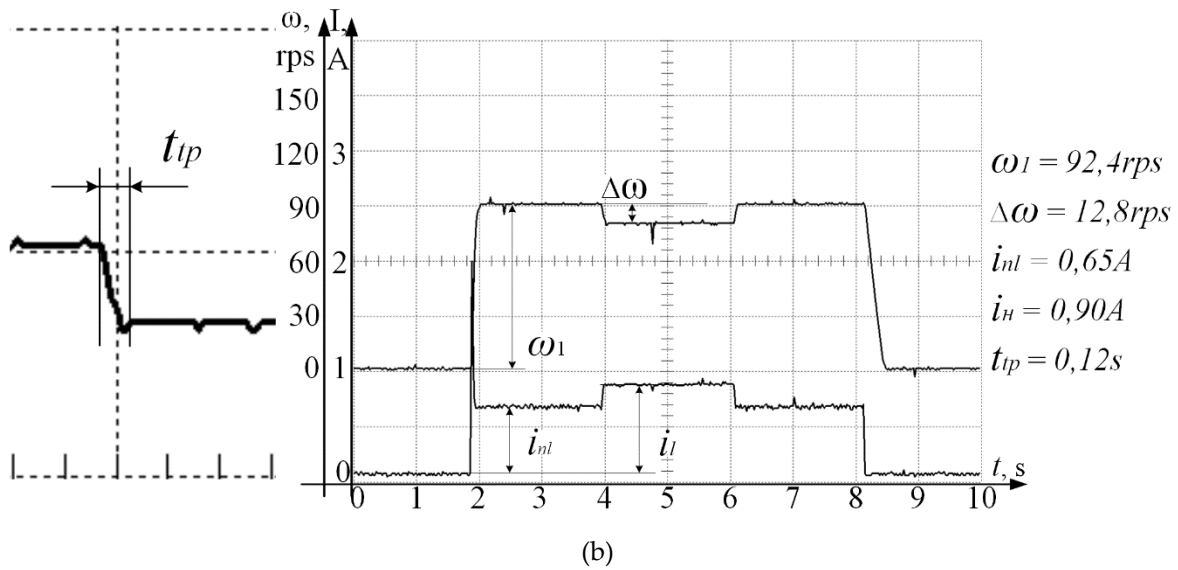 t_tp
ω, I,
rps A
150
120 3
90
60 2
30
0 1
0
Δω
ω₁
i_nl
i_l
t, s
0 1 2 3 4 5 6 7 8 9 10
ω₁ = 92,4rps
Δω = 12,8rps
i_nl = 0,65A
i_H = 0,90A
t_tp = 0,12s
(b)